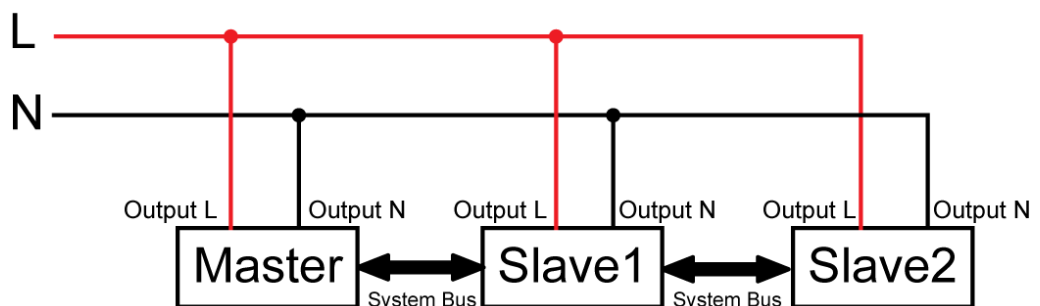 L
N
Output L
Output N
Output L
Output N
Output L
Output N
Master
Slave1
Slave2
System Bus
System Bus